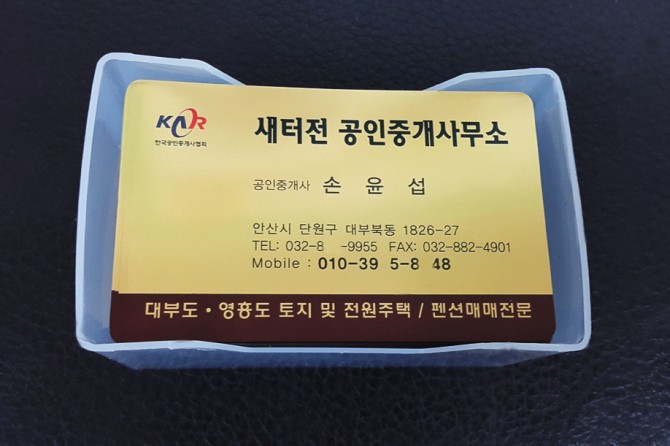 KAR
한국공인중개사협회
새터전 공인중개사무소
공인중개사 손 윤 섭
안산시 단원구 대부북동 1826-27
TEL: 032-8 -9955 FAX: 032-882-4901
Mobile : 010-39 5-8 48
대부도 · 영흥도 토지 및 전원주택 / 펜션매매전문